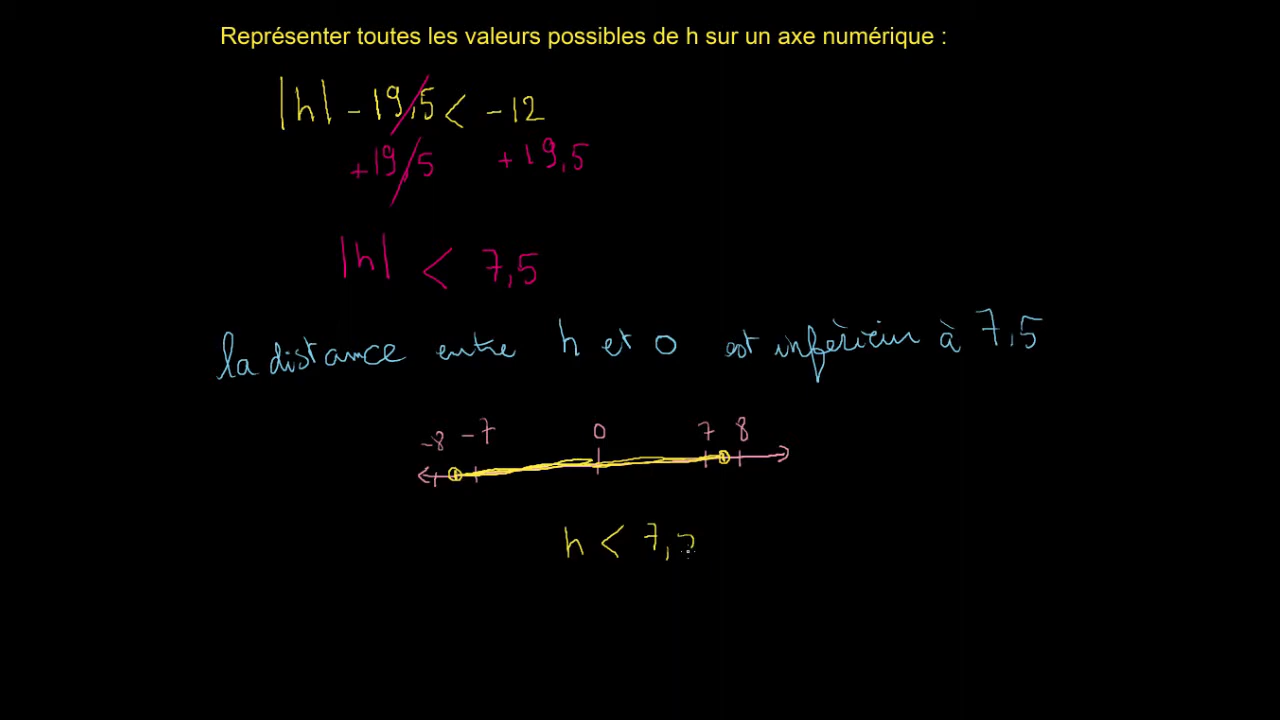 Représenter toutes les valeurs possibles de h sur un axe numérique :
|h| - 19,5 < -12
+19,5 +19,5
|h| < 7,5
la distance entre h et 0 est inférieur à 7,5
-8 -7 0 7 8
h < 7,